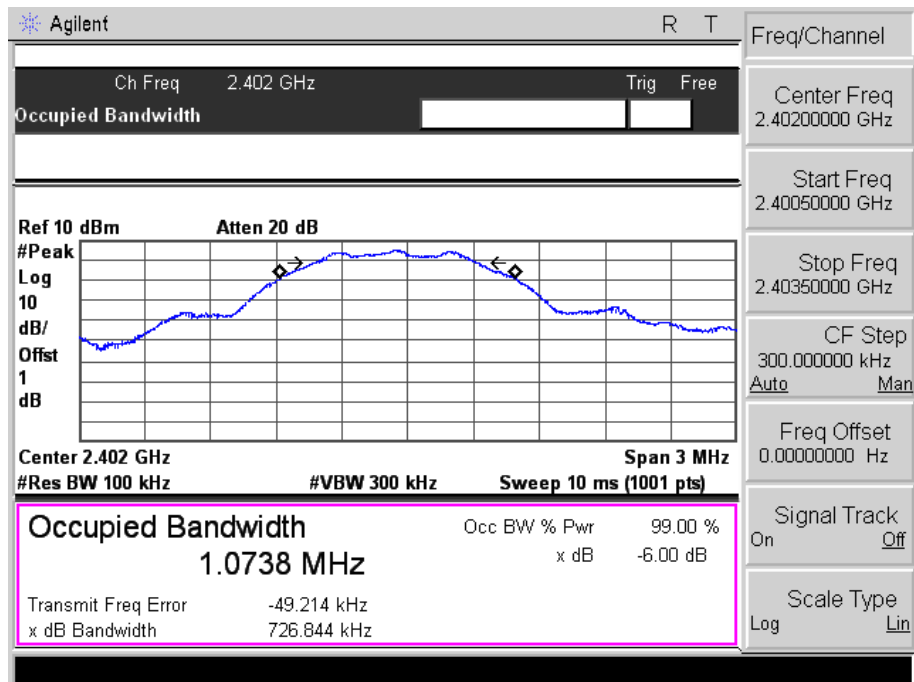 Agilent R T
Ch Freq 2.402 GHz Trig Free
Occupied Bandwidth
Ref 10 dBm Atten 20 dB
#Peak
Log
10
dB/
Offst
1
dB
Center 2.402 GHz Span 3 MHz
#Res BW 100 kHz #VBW 300 kHz Sweep 10 ms (1001 pts)
Occupied Bandwidth
1.0738 MHz
Occ BW % Pwr 99.00 %
x dB -6.00 dB
Transmit Freq Error -49.214 kHz
x dB Bandwidth 726.844 kHz
Freq/Channel
Center Freq
2.40200000 GHz
Start Freq
2.40050000 GHz
Stop Freq
2.40350000 GHz
CF Step
300.000000 kHz
Auto Man
Freq Offset
0.00000000 Hz
Signal Track
On Off
Scale Type
Log Lin